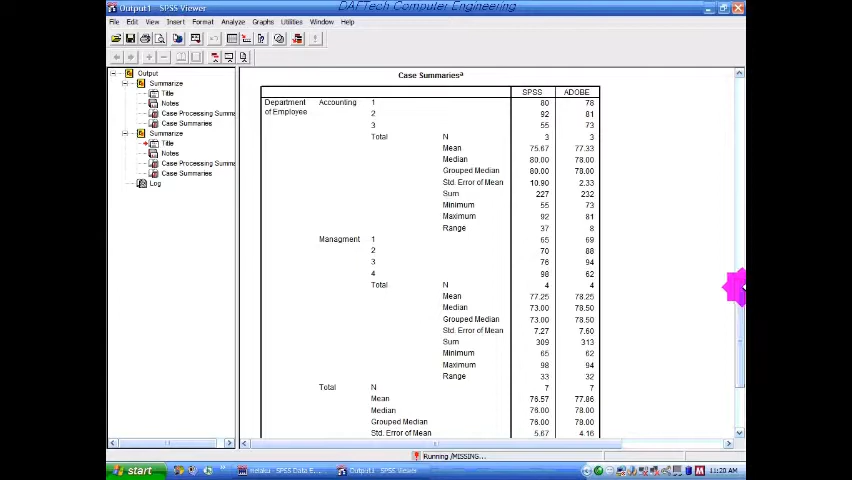 DAFTech Computer Engineering
Output1 - SPSS Viewer
File Edit View Insert Format Analyze Graphs Utilities Window Help
Output
Summarize
Title
Notes
Case Processing Summa
Case Summaries
Summarize
Title
Notes
Case Processing Summa
Case Summaries
Log
Case Summariesa
SPSS ADOBE
Department of Employee Accounting 1 80 78
2 92 81
3 55 73
Total N 3 3
Mean 75.67 77.33
Median 80.00 78.00
Grouped Median 80.00 78.00
Std. Error of Mean 10.90 2.33
Sum 227 232
Minimum 55 73
Maximum 92 81
Range 37 8
Managment 1 65 69
2 70 88
3 76 94
4 98 62
Total N 4 4
Mean 77.25 78.25
Median 73.00 78.50
Grouped Median 73.00 78.50
Std. Error of Mean 7.27 7.60
Sum 309 313
Minimum 65 62
Maximum 98 94
Range 33 32
Total N 7 7
Mean 76.57 77.86
Median 76.00 78.00
Grouped Median 76.00 78.00
Std. Error of Mean 5.67 4.16
Running /MISSING...
start
SPSS Data E...
Output1 - SPSS Viewer
11:20 AM